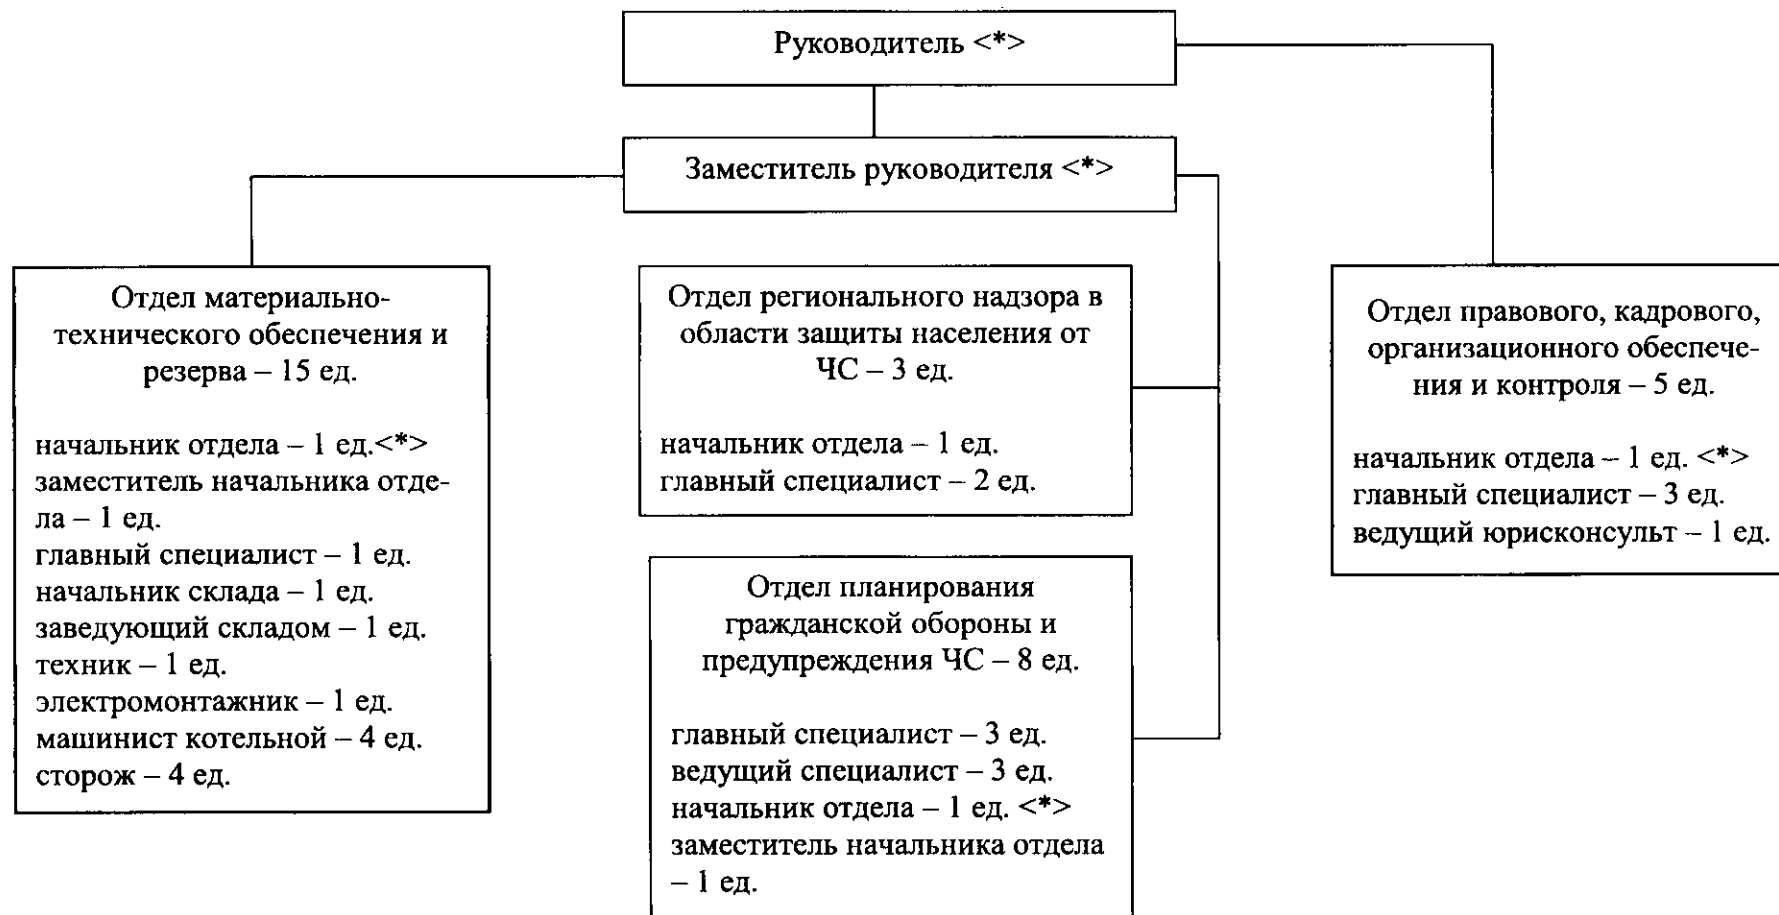 Руководитель <*>
Заместитель руководителя <*>
Отдел материально-
технического обеспечения и
резерва – 15 ед.
начальник отдела – 1 ед.<*>
заместитель начальника отде-
ла – 1 ед.
главный специалист – 1 ед.
начальник склада – 1 ед.
заведующий складом – 1 ед.
техник – 1 ед.
электромонтажник – 1 ед.
машинист котельной – 4 ед.
сторож – 4 ед.
Отдел регионального надзора в
области защиты населения от
ЧС – 3 ед.
начальник отдела – 1 ед.
главный специалист – 2 ед.
Отдел планирования
гражданской обороны и
предупреждения ЧС – 8 ед.
главный специалист – 3 ед.
ведущий специалист – 3 ед.
начальник отдела – 1 ед. <*>
заместитель начальника отдела
– 1 ед.
Отдел правового, кадрового,
организационного обеспече-
ния и контроля – 5 ед.
начальник отдела – 1 ед. <*>
главный специалист – 3 ед.
ведущий юрисконсульт – 1 ед.